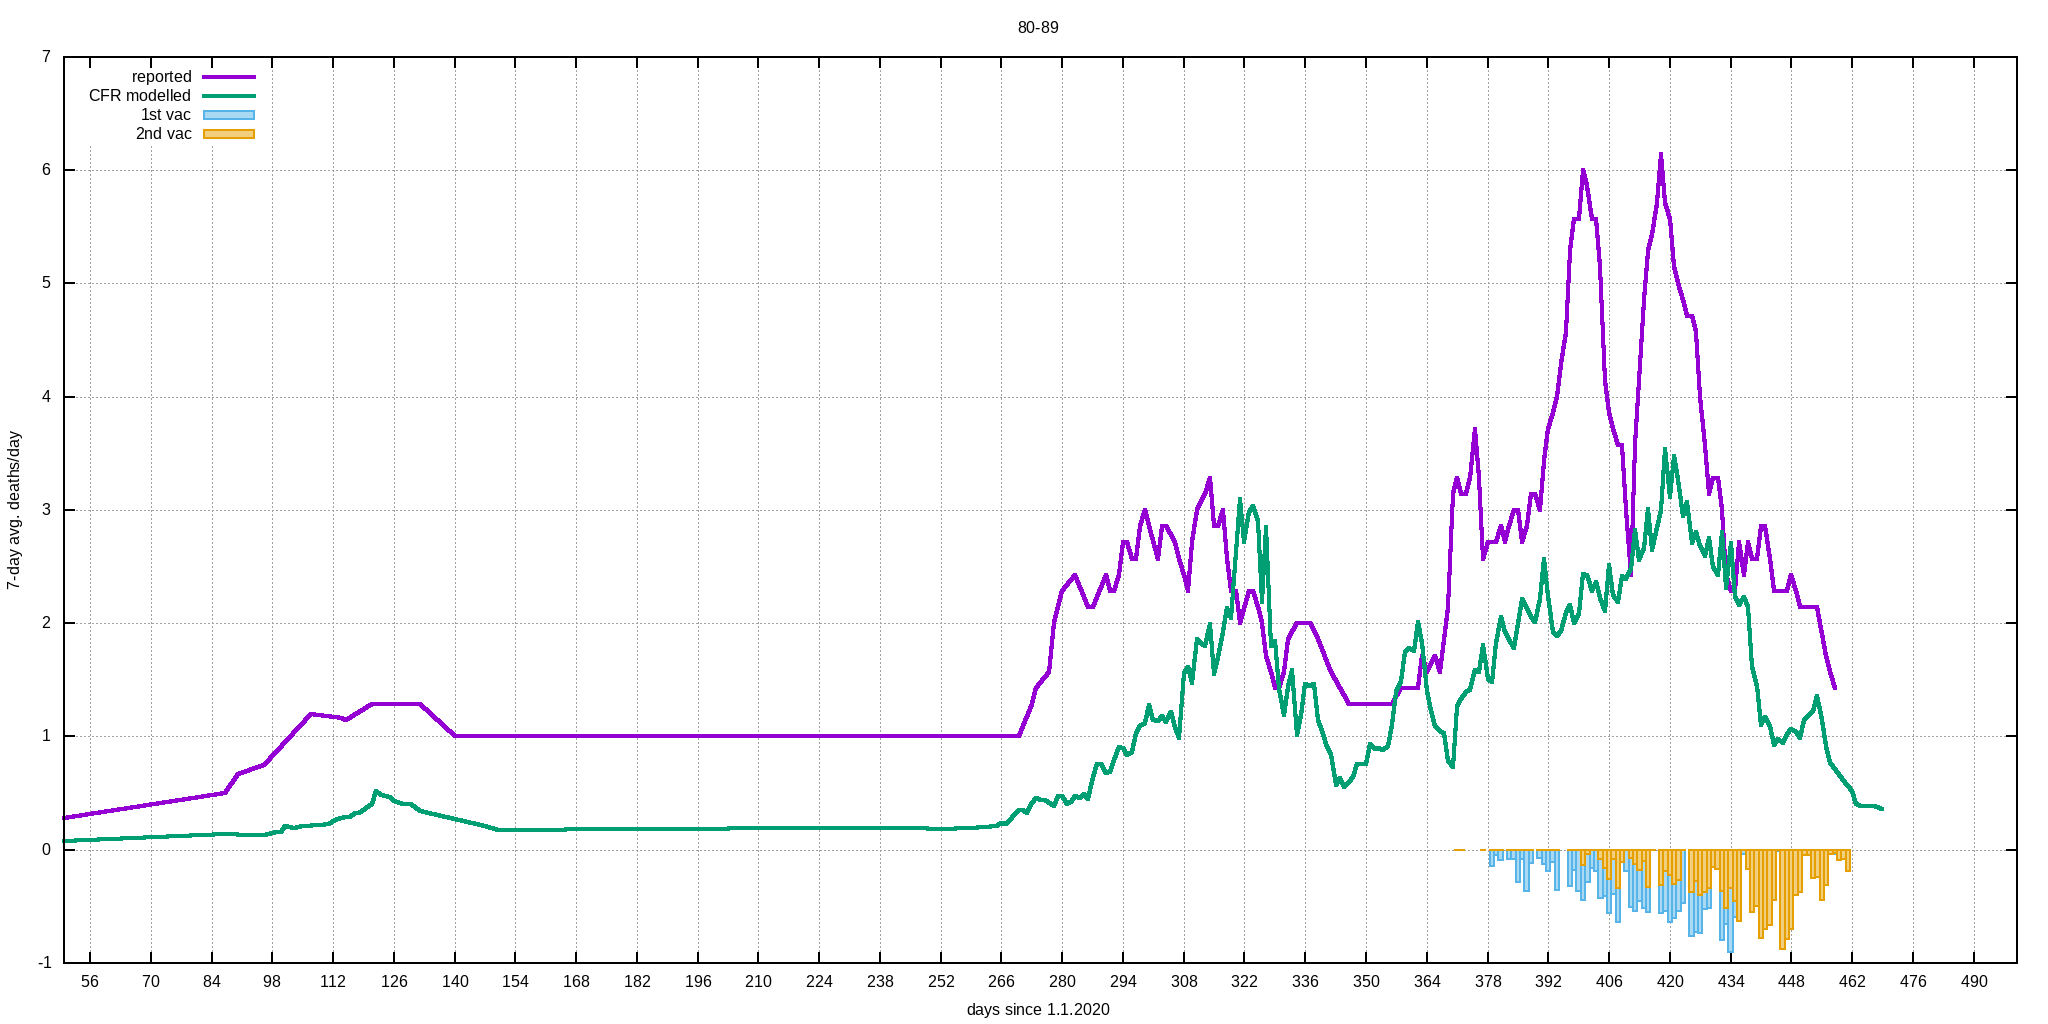 80-89
reported
CFR modelled
1st vac
2nd vac
7
6
5
4
3
2
1
0
-1
7-day avg. deaths/day
56 70 84 98 112 126 140 154 168 182 196 210 224 238 252 266 280 294 308 322 336 350 364 378 392 406 420 434 448 462 476 490
days since 1.1.2020